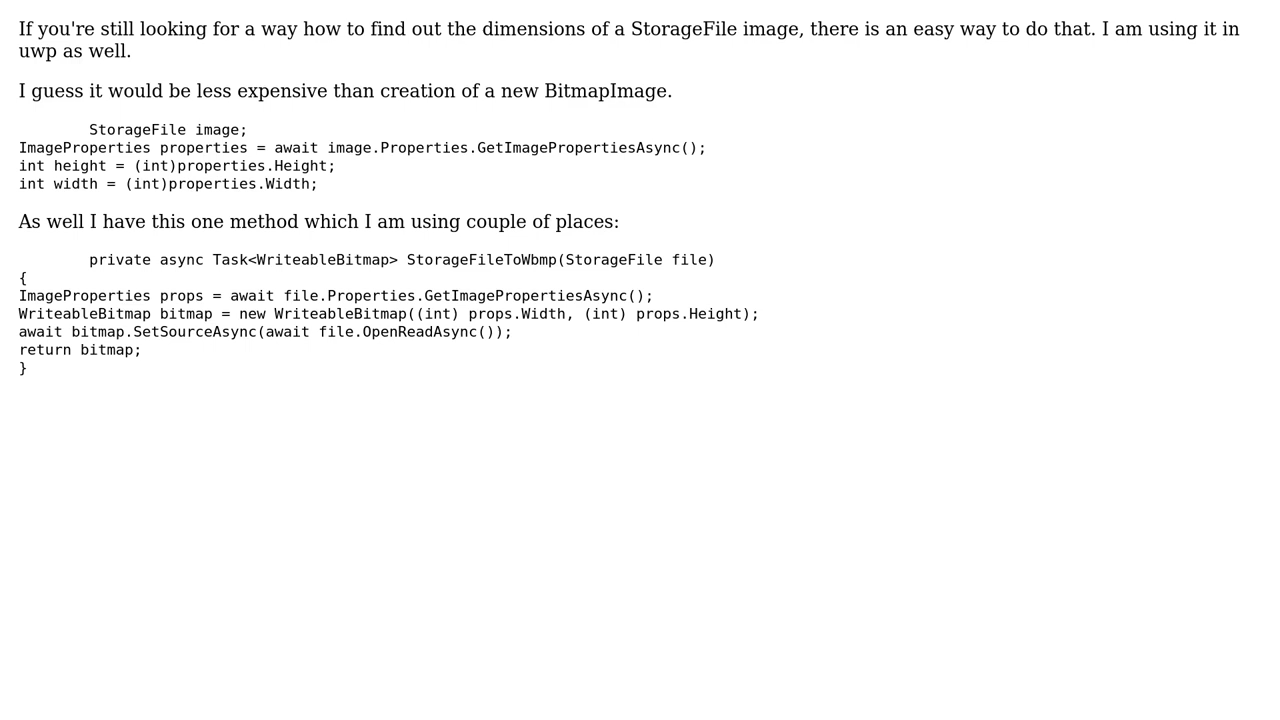 If you're still looking for a way how to find out the dimensions of a StorageFile image, there is an easy way to do that. I am using it in
uwp as well.
I guess it would be less expensive than creation of a new BitmapImage.
        StorageFile image;
ImageProperties properties = await image.Properties.GetImagePropertiesAsync();
int height = (int)properties.Height;
int width = (int)properties.Width;
As well I have this one method which I am using couple of places:
        private async Task<WriteableBitmap> StorageFileToWbmp(StorageFile file)
{
ImageProperties props = await file.Properties.GetImagePropertiesAsync();
WriteableBitmap bitmap = new WriteableBitmap((int) props.Width, (int) props.Height);
await bitmap.SetSourceAsync(await file.OpenReadAsync());
return bitmap;
}